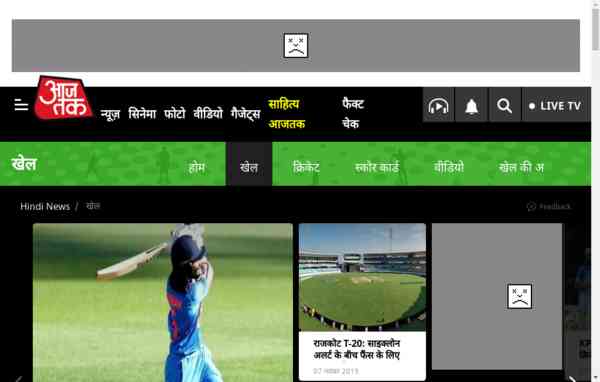 आज
तक
न्यूज़ सिनेमा फोटो वीडियो गैजेट्स
साहित्य
आजतक
फैक्ट
चेक
LIVE TV
खेल
होम खेल क्रिकेट स्कोर कार्ड वीडियो खेल की अ
Hindi News / खेल
Feedback
राजकोट T-20: साइक्लोन
अलर्ट के बीच फैंस के लिए
07 नवंबर 2019